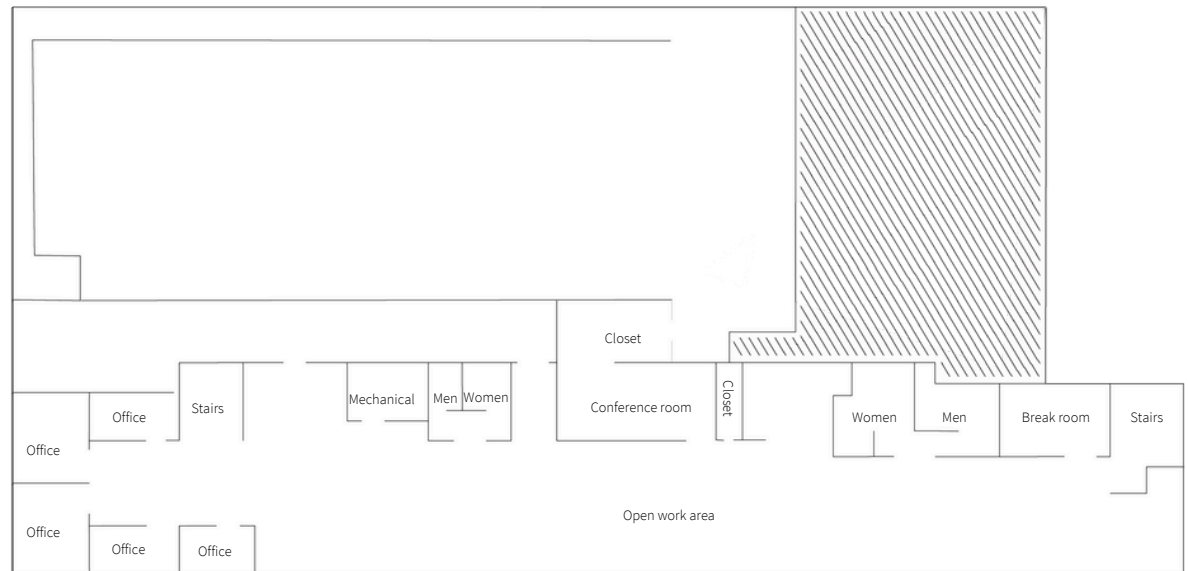 Closet
Mechanical
Men
Women
Conference room
Closet
Stairs
Office
Office
Women
Men
Break room
Stairs
Office
Open work area
Office
Office
Office